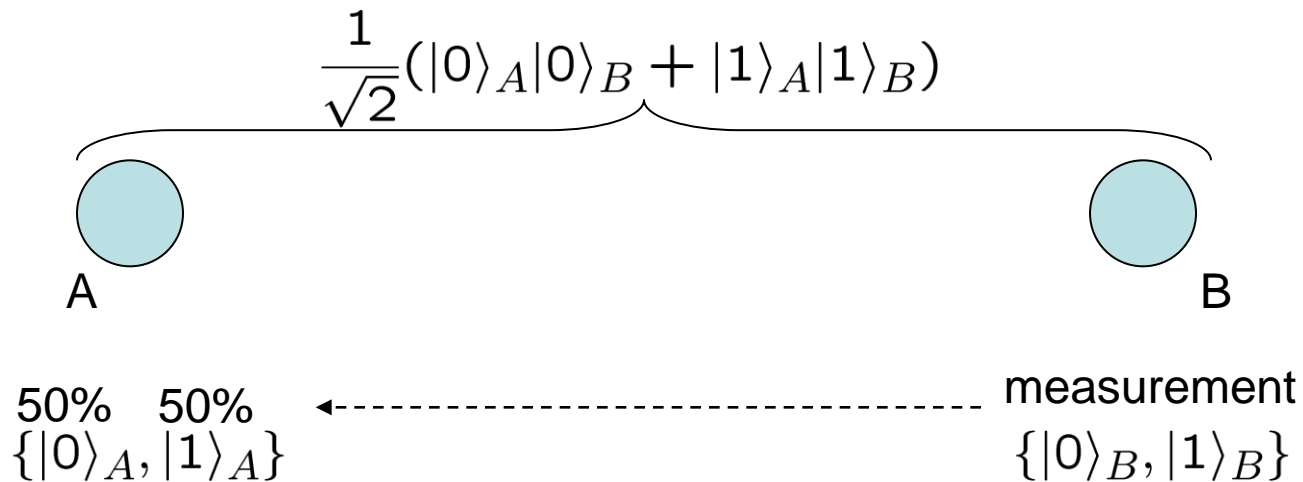 $\frac{1}{\sqrt{2}}(|0\rangle_A|0\rangle_B + |1\rangle_A|1\rangle_B)$
A
B
50% 50%
measurement
$\{|0\rangle_A, |1\rangle_A\}$
$\{|0\rangle_B, |1\rangle_B\}$